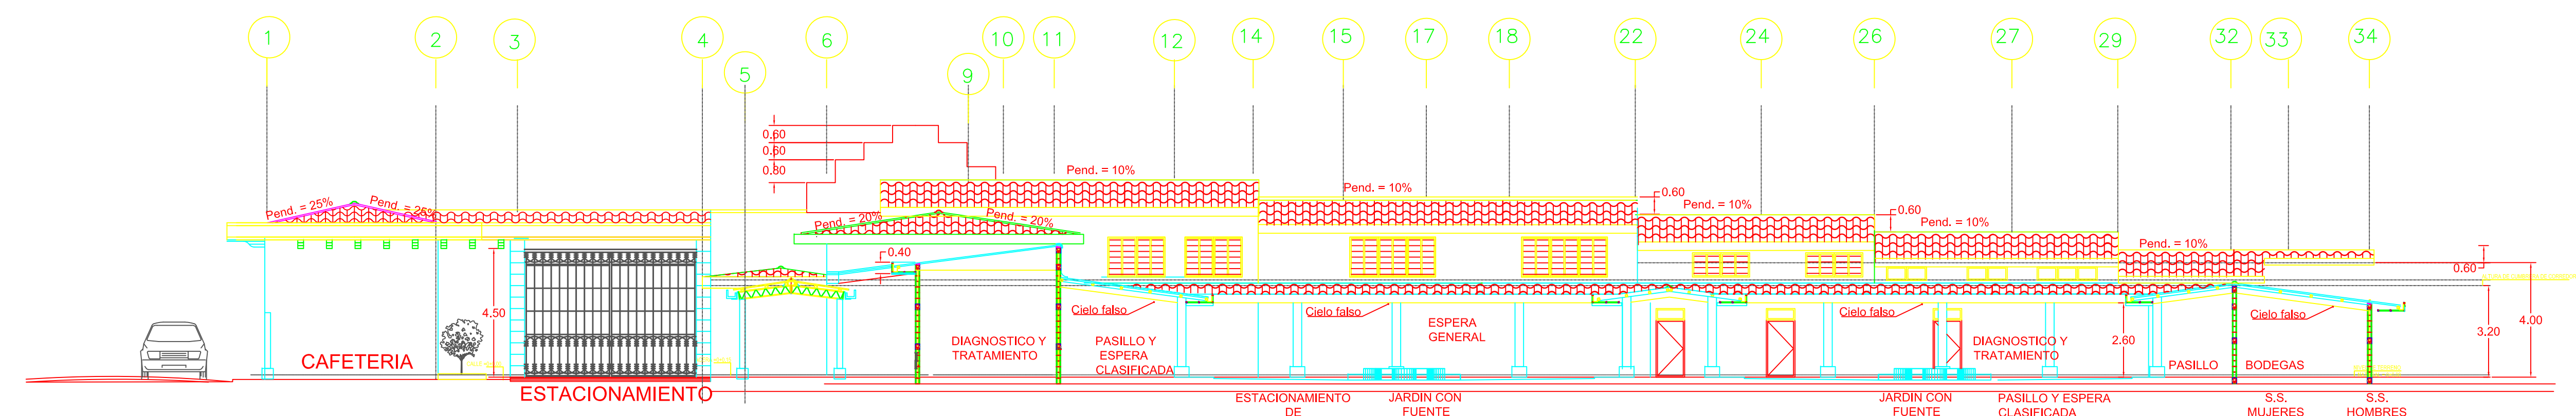 1 2 3 4 5 6 9 10 11 12 14 15 17 18 22 24 26 27 29 32 33 34
0.60
0.60
0.80
Pend. = 10%
Pend. = 10%
0.60
Pend. = 10%
0.60
Pend. = 10%
Pend. = 10%
0.60
Pend. = 25%
Pend. = 25%
Pend. = 20%
Pend. = 20%
0.40
4.50
Cielo falso
Cielo falso
Cielo falso
Cielo falso
2.60
3.20
4.00
CAFETERIA
DIAGNOSTICO Y
TRATAMIENTO
PASILLO Y
ESPERA
CLASIFICADA
ESPERA
GENERAL
DIAGNOSTICO Y
TRATAMIENTO
PASILLO
BODEGAS
ESTACIONAMIENTO
ESTACIONAMIENTO
DE
JARDIN CON
FUENTE
JARDIN CON
FUENTE
PASILLO Y ESPERA
CLASIFICADA
S.S.
MUJERES
S.S.
HOMBRES